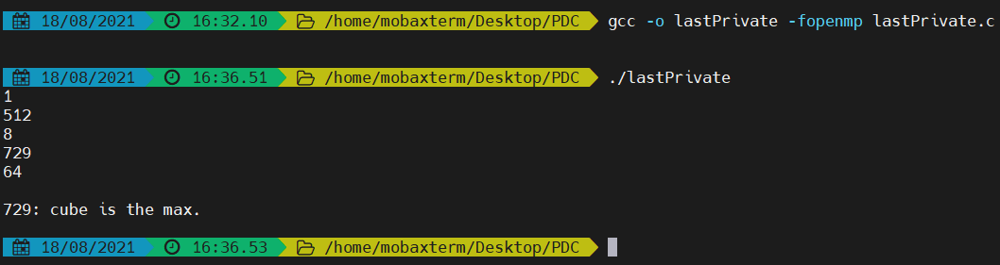 18/08/2021 16:32.10 /home/mobaxterm/Desktop/PDC gcc -o lastPrivate -fopenmp lastPrivate.c
18/08/2021 16:36.51 /home/mobaxterm/Desktop/PDC ./lastPrivate
1
512
8
729
64
729: cube is the max.
18/08/2021 16:36.53 /home/mobaxterm/Desktop/PDC